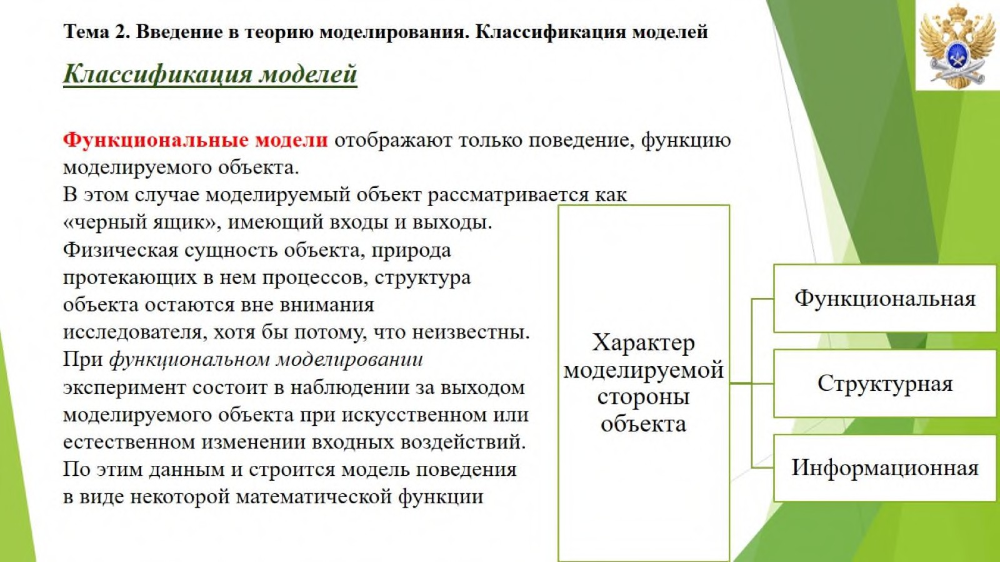 Тема 2. Введение в теорию моделирования. Классификация моделей
Классификация моделей
Функциональные модели отображают только поведение, функцию
моделируемого объекта.
В этом случае моделируемый объект рассматривается как
«черный ящик», имеющий входы и выходы.
Физическая сущность объекта, природа
протекающих в нем процессов, структура
объекта остаются вне внимания
исследователя, хотя бы потому, что неизвестны.
При функциональном моделировании
эксперимент состоит в наблюдении за выходом
моделируемого объекта при искусственном или
естественном изменении входных воздействий.
По этим данным и строится модель поведения
в виде некоторой математической функции
Характер
моделируемой
стороны
объекта
Функциональная
Структурная
Информационная